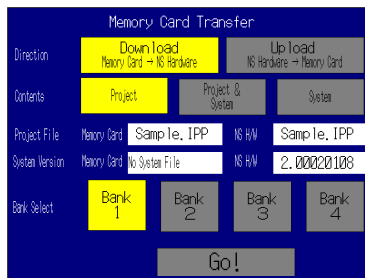 Memory Card Transfer
Direction
Download
Memory Card → NS Hardware
Upload
NS Hardware → Memory Card
Contents
Project
Project &
System
System
Project File Memory Card Sample.IPP NS H/W Sample.IPP
System Version Memory Card No System File NS H/W 2.00020108
Bank Select
Bank
1
Bank
2
Bank
3
Bank
4
Go!